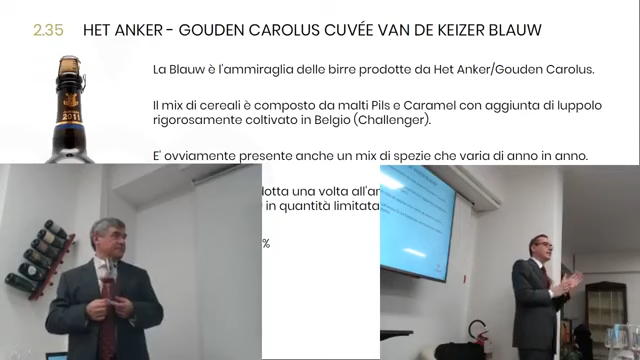 2.35 HET ANKER - GOUDEN CAROLUS CUVÉE VAN DE KEIZER BLAUW
La Blauw è l'ammiraglia delle birre prodotte da Het Anker/Gouden Carolus.
Il mix di cereali è composto da malti Pils e Caramel con aggiunta di luppolo
rigorosamente coltivato in Belgio (Challenger).
2011
E' ovviamente presente anche un mix di spezie che varia di anno in anno.
dotta una volta all'an
in quantità limitata
%